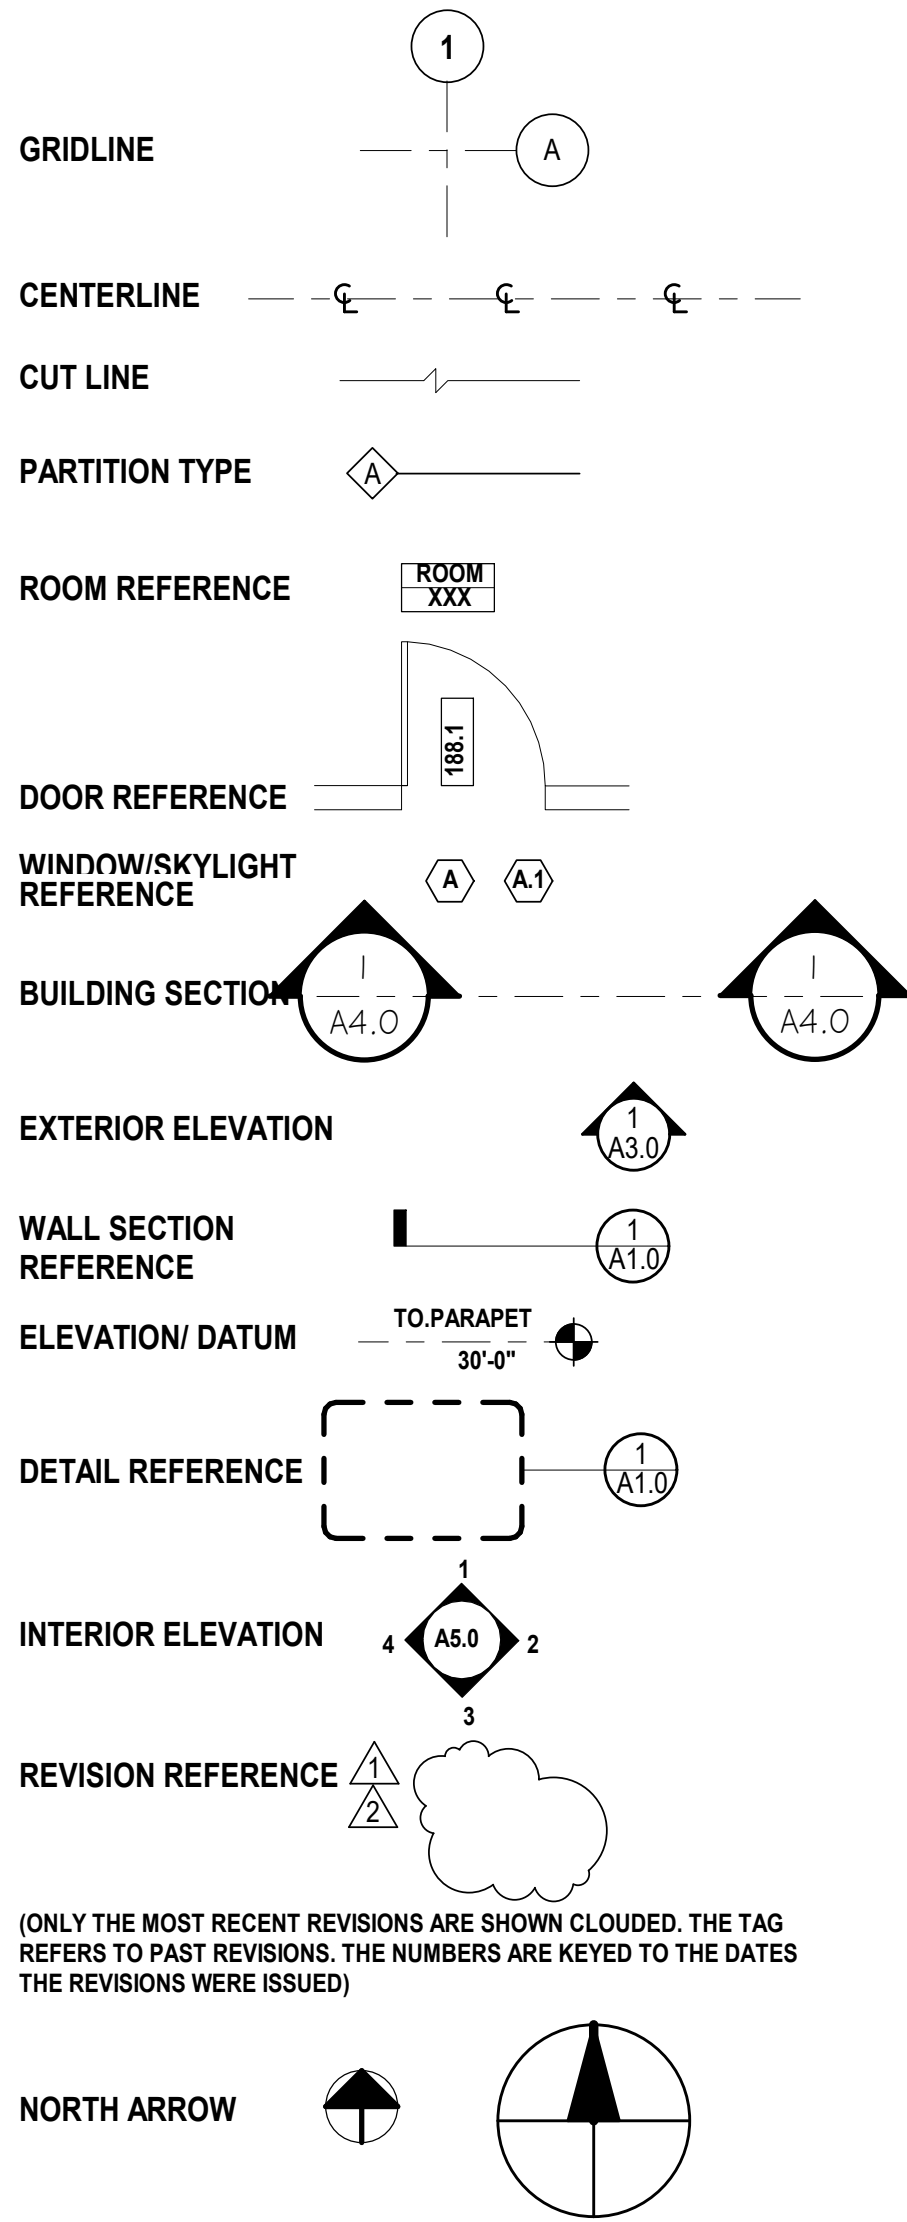 1
GRIDLINE
A
CENTERLINE
℄ ℄ ℄
CUT LINE
PARTITION TYPE
A
ROOM REFERENCE
ROOM
XXX
188.1
DOOR REFERENCE
WINDOW/SKYLIGHT
REFERENCE
A
A.1
BUILDING SECTION
1
A4.0
1
A4.0
EXTERIOR ELEVATION
1
A3.0
WALL SECTION
REFERENCE
1
A1.0
ELEVATION/ DATUM
TO.PARAPET
30'-0"
DETAIL REFERENCE
1
A1.0
INTERIOR ELEVATION
1
4
A5.0
2
3
REVISION REFERENCE
1
2
(ONLY THE MOST RECENT REVISIONS ARE SHOWN CLOUDED. THE TAG
REFERS TO PAST REVISIONS. THE NUMBERS ARE KEYED TO THE DATES
THE REVISIONS WERE ISSUED)
NORTH ARROW